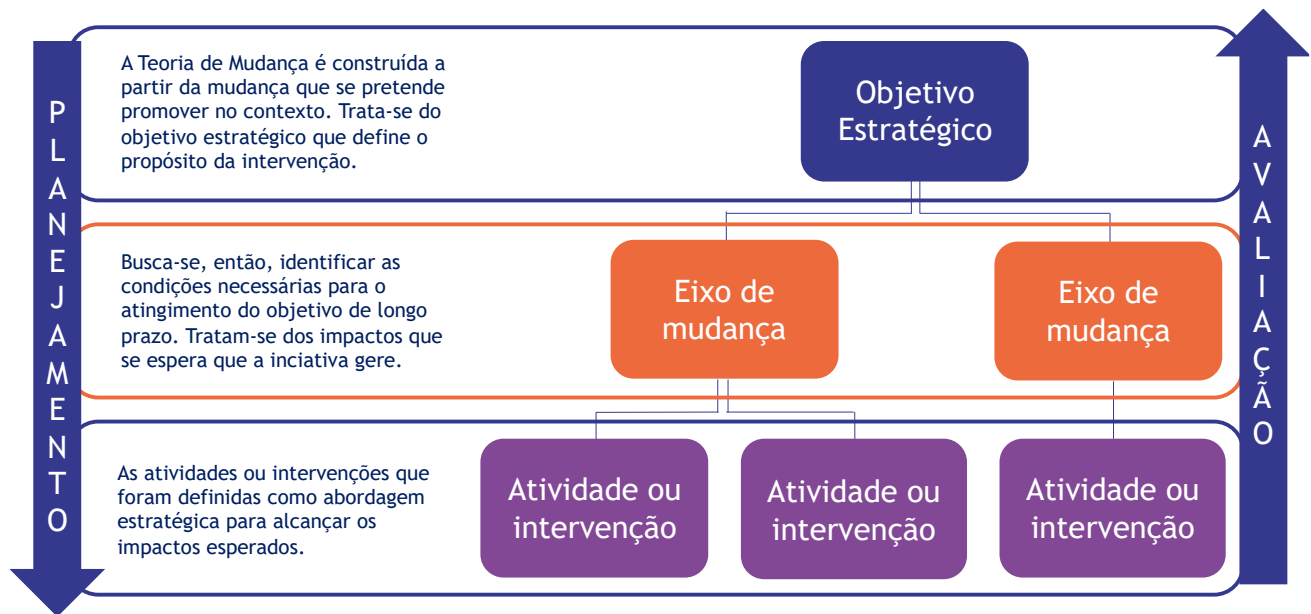 PLANEJAMENTO
A Teoria de Mudança é construída a
partir da mudança que se pretende
promover no contexto. Trata-se do
objetivo estratégico que define o
propósito da intervenção.
Objetivo
Estratégico
Busca-se, então, identificar as
condições necessárias para o
atingimento do objetivo de longo
prazo. Tratam-se dos impactos que
se espera que a inciativa gere.
Eixo de
mudança
Eixo de
mudança
As atividades ou intervenções que
foram definidas como abordagem
estratégica para alcançar os
impactos esperados.
Atividade ou
intervenção
Atividade ou
intervenção
Atividade ou
intervenção
AVALIAÇÃO